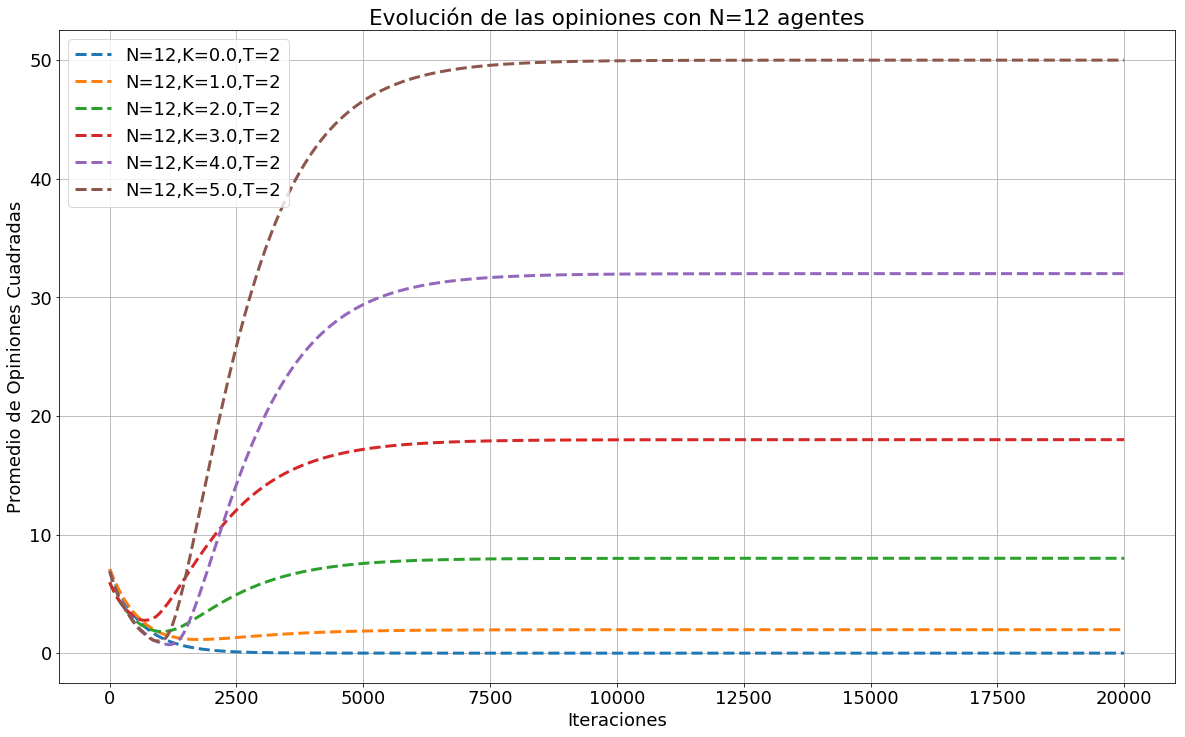 Evolución de las opiniones con N=12 agentes
N=12,K=0.0,T=2
N=12,K=1.0,T=2
N=12,K=2.0,T=2
N=12,K=3.0,T=2
N=12,K=4.0,T=2
N=12,K=5.0,T=2
Promedio de Opiniones Cuadradas
50
40
30
20
10
0
0 2500 5000 7500 10000 12500 15000 17500 20000
Iteraciones